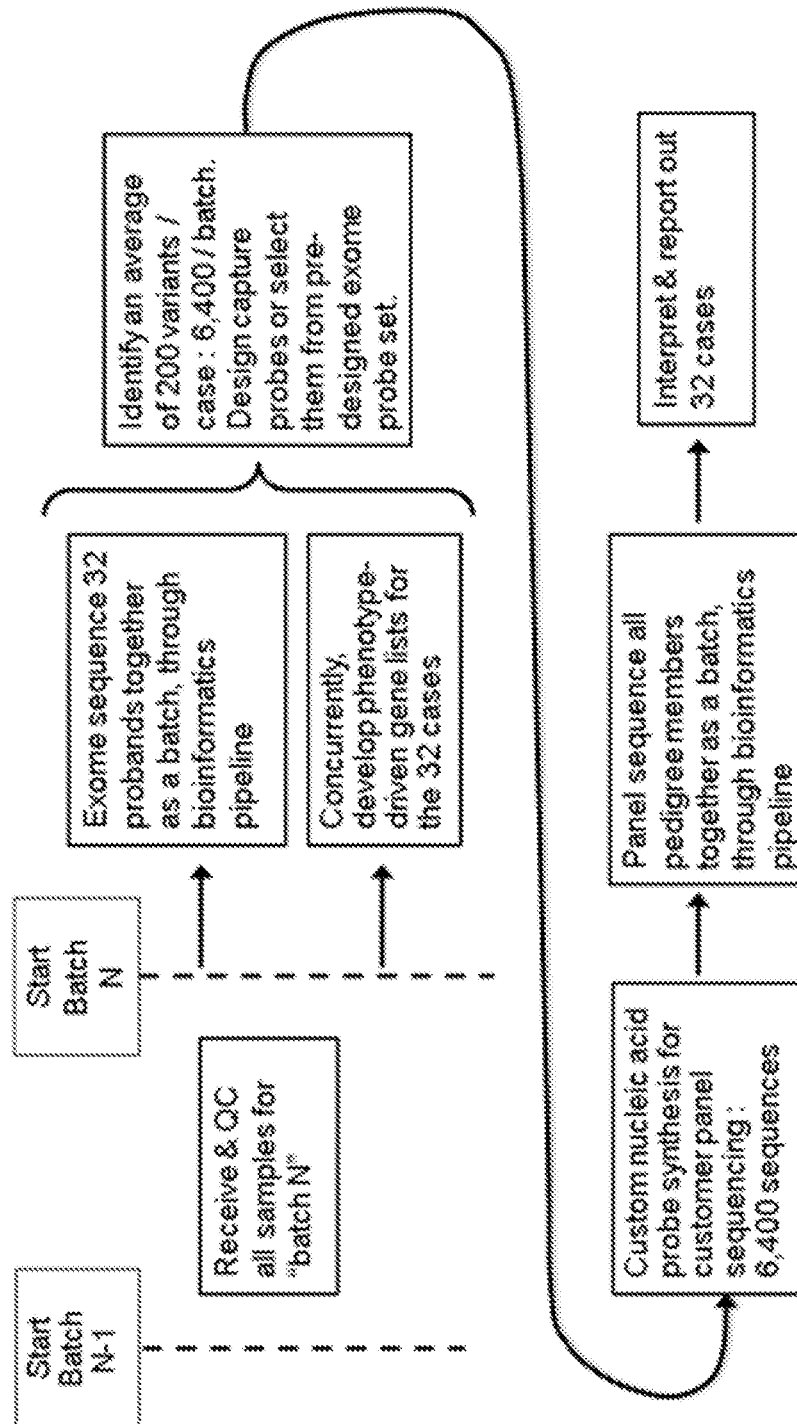 Start
Batch
N-1
Receive & QC
all samples for
"batch N"
Start
Batch
N
Exome sequence 32
probands together
as a batch, through
bioinformatics
pipeline
Concurrently,
develop phenotype-
driven gene lists for
the 32 cases
Identify an average
of 200 variants /
case : 6,400 / batch.
Design capture
probes or select
them from pre-
designed exome
probe set.
Custom nucleic acid
probe synthesis for
customer panel
sequencing :
6,400 sequences
Panel sequence all
pedigree members
together as a batch,
through bioinformatics
pipeline
Interpret & report out
32 cases